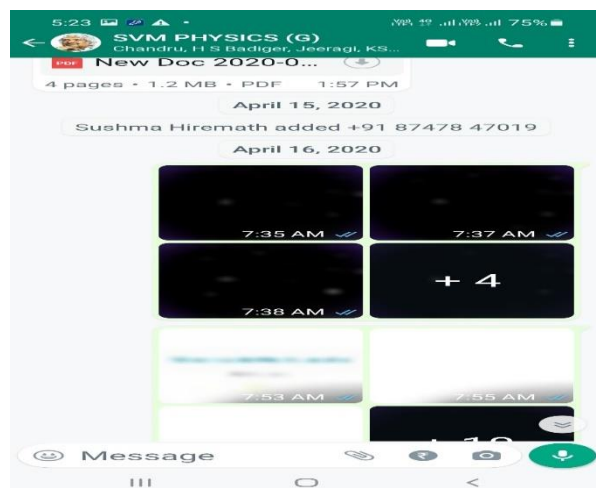 5:23 75%
SVM PHYSICS (G)
Chandru, H S Badiger, Jeeragi, KS...
PDF New Doc 2020-0...
4 pages • 1.2 MB • PDF 1:57 PM
April 15, 2020
Sushma Hiremath added +91 87478 47019
April 16, 2020
7:35 AM 7:37 AM
7:38 AM + 4
7:53 AM 7:55 AM
Message